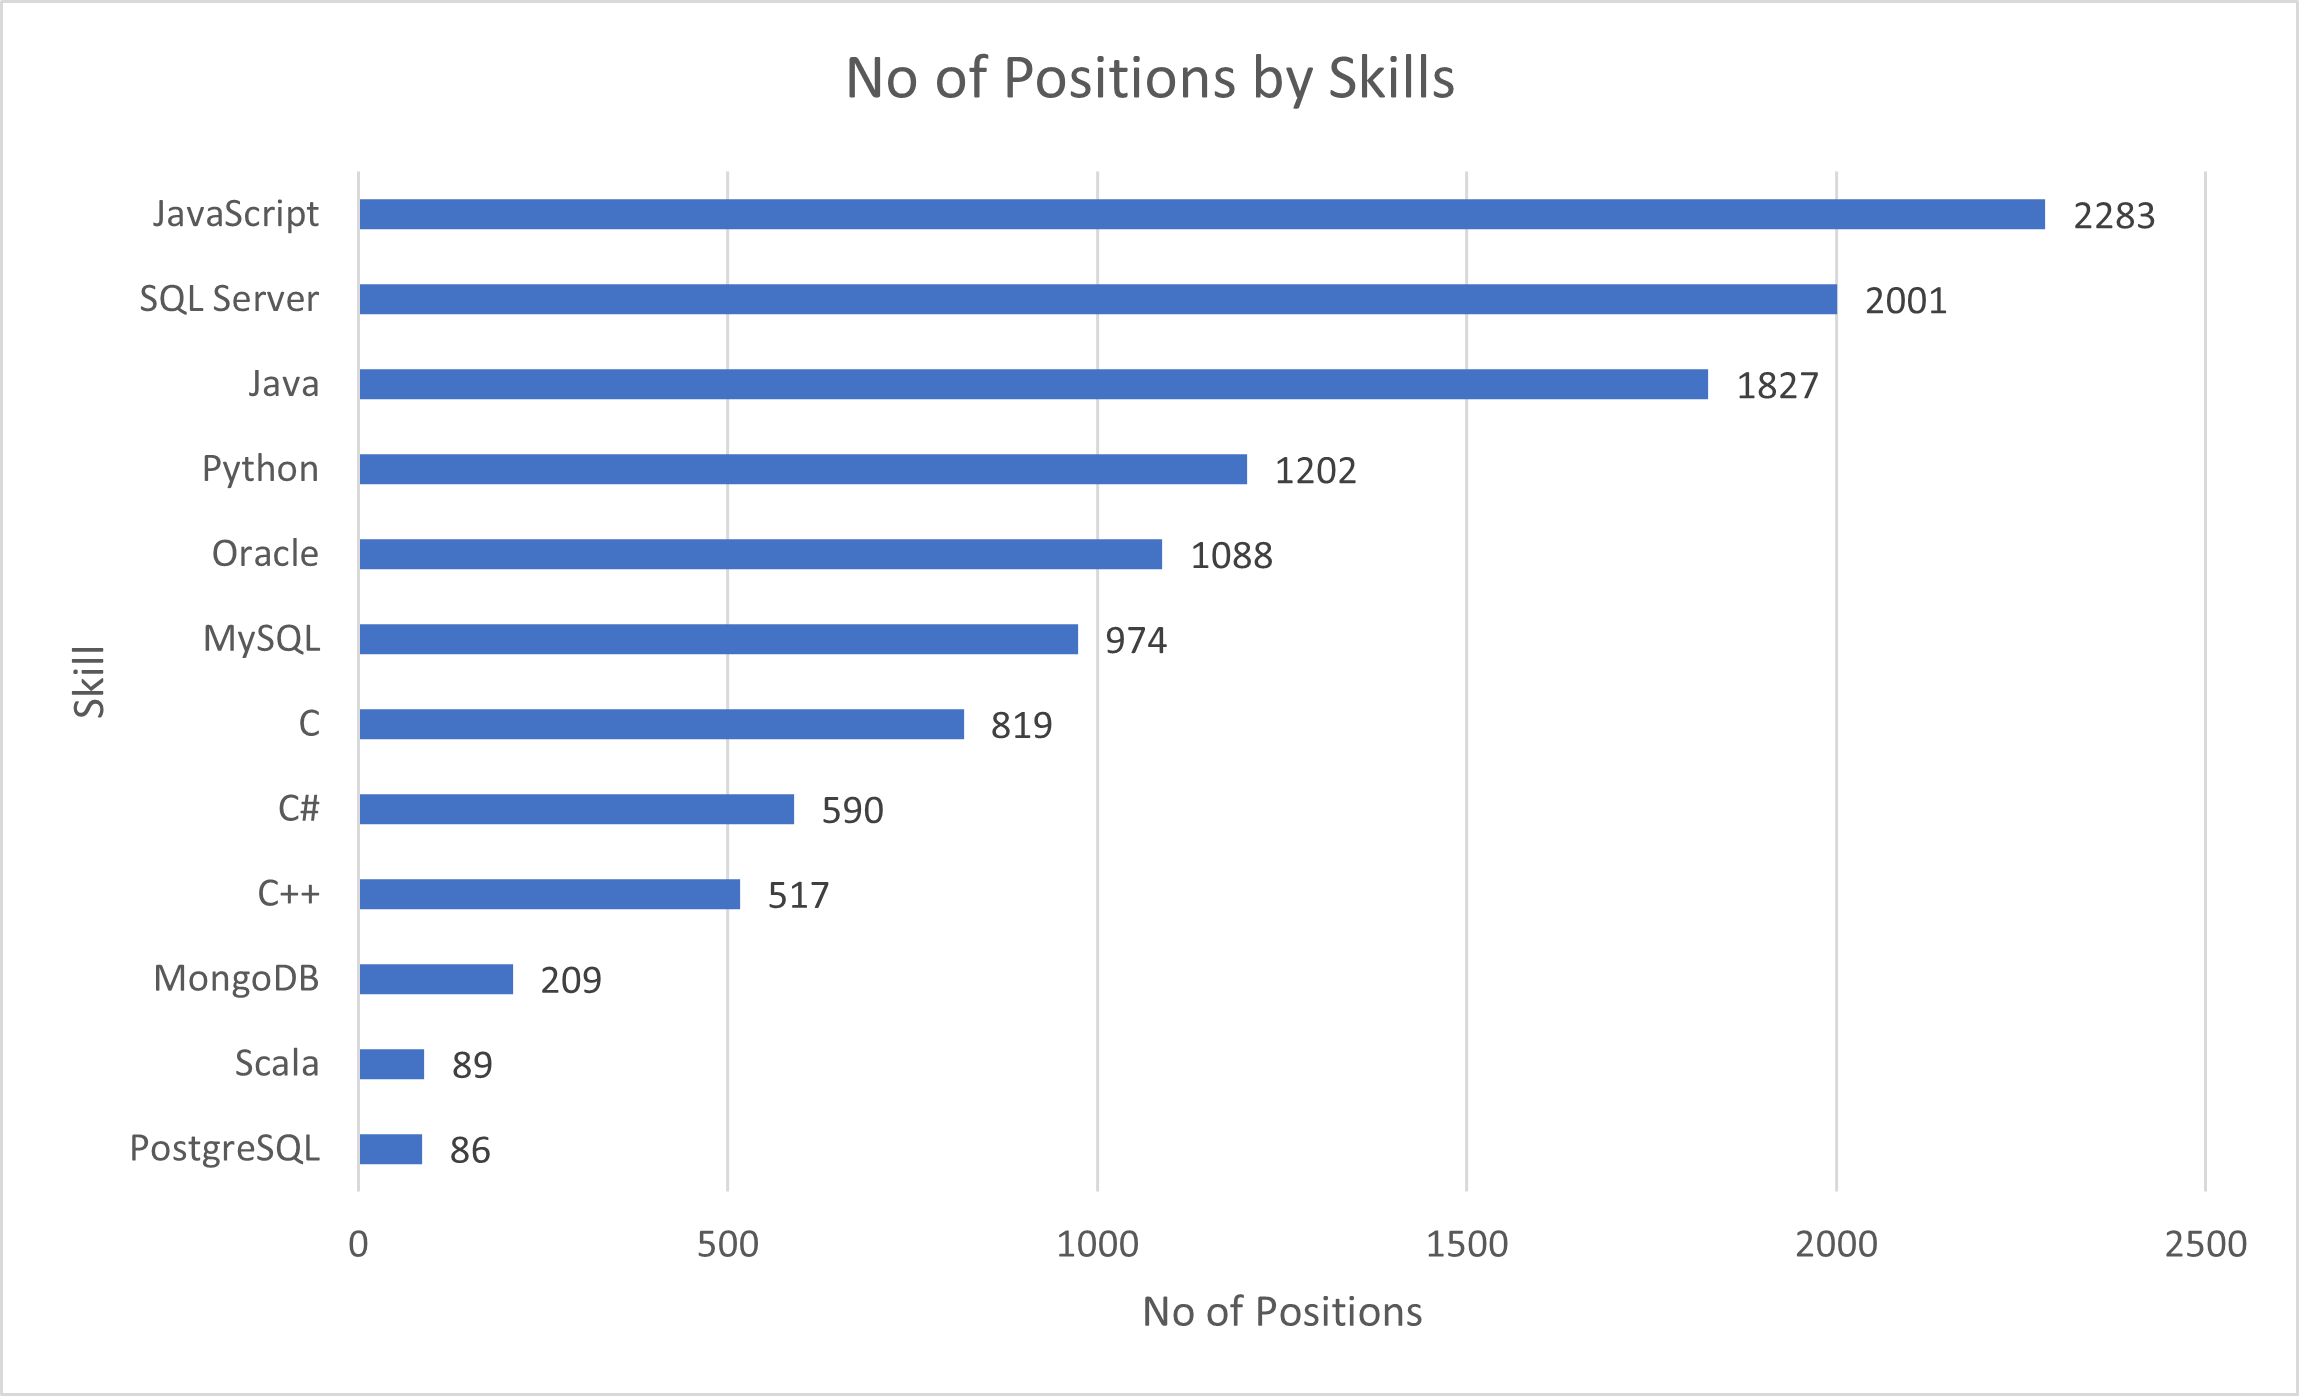 No of Positions by Skills
JavaScript 2283
SQL Server 2001
Java 1827
Python 1202
Oracle 1088
MySQL 974
C 819
C# 590
C++ 517
MongoDB 209
Scala 89
PostgreSQL 86
Skill
0 500 1000 1500 2000 2500
No of Positions